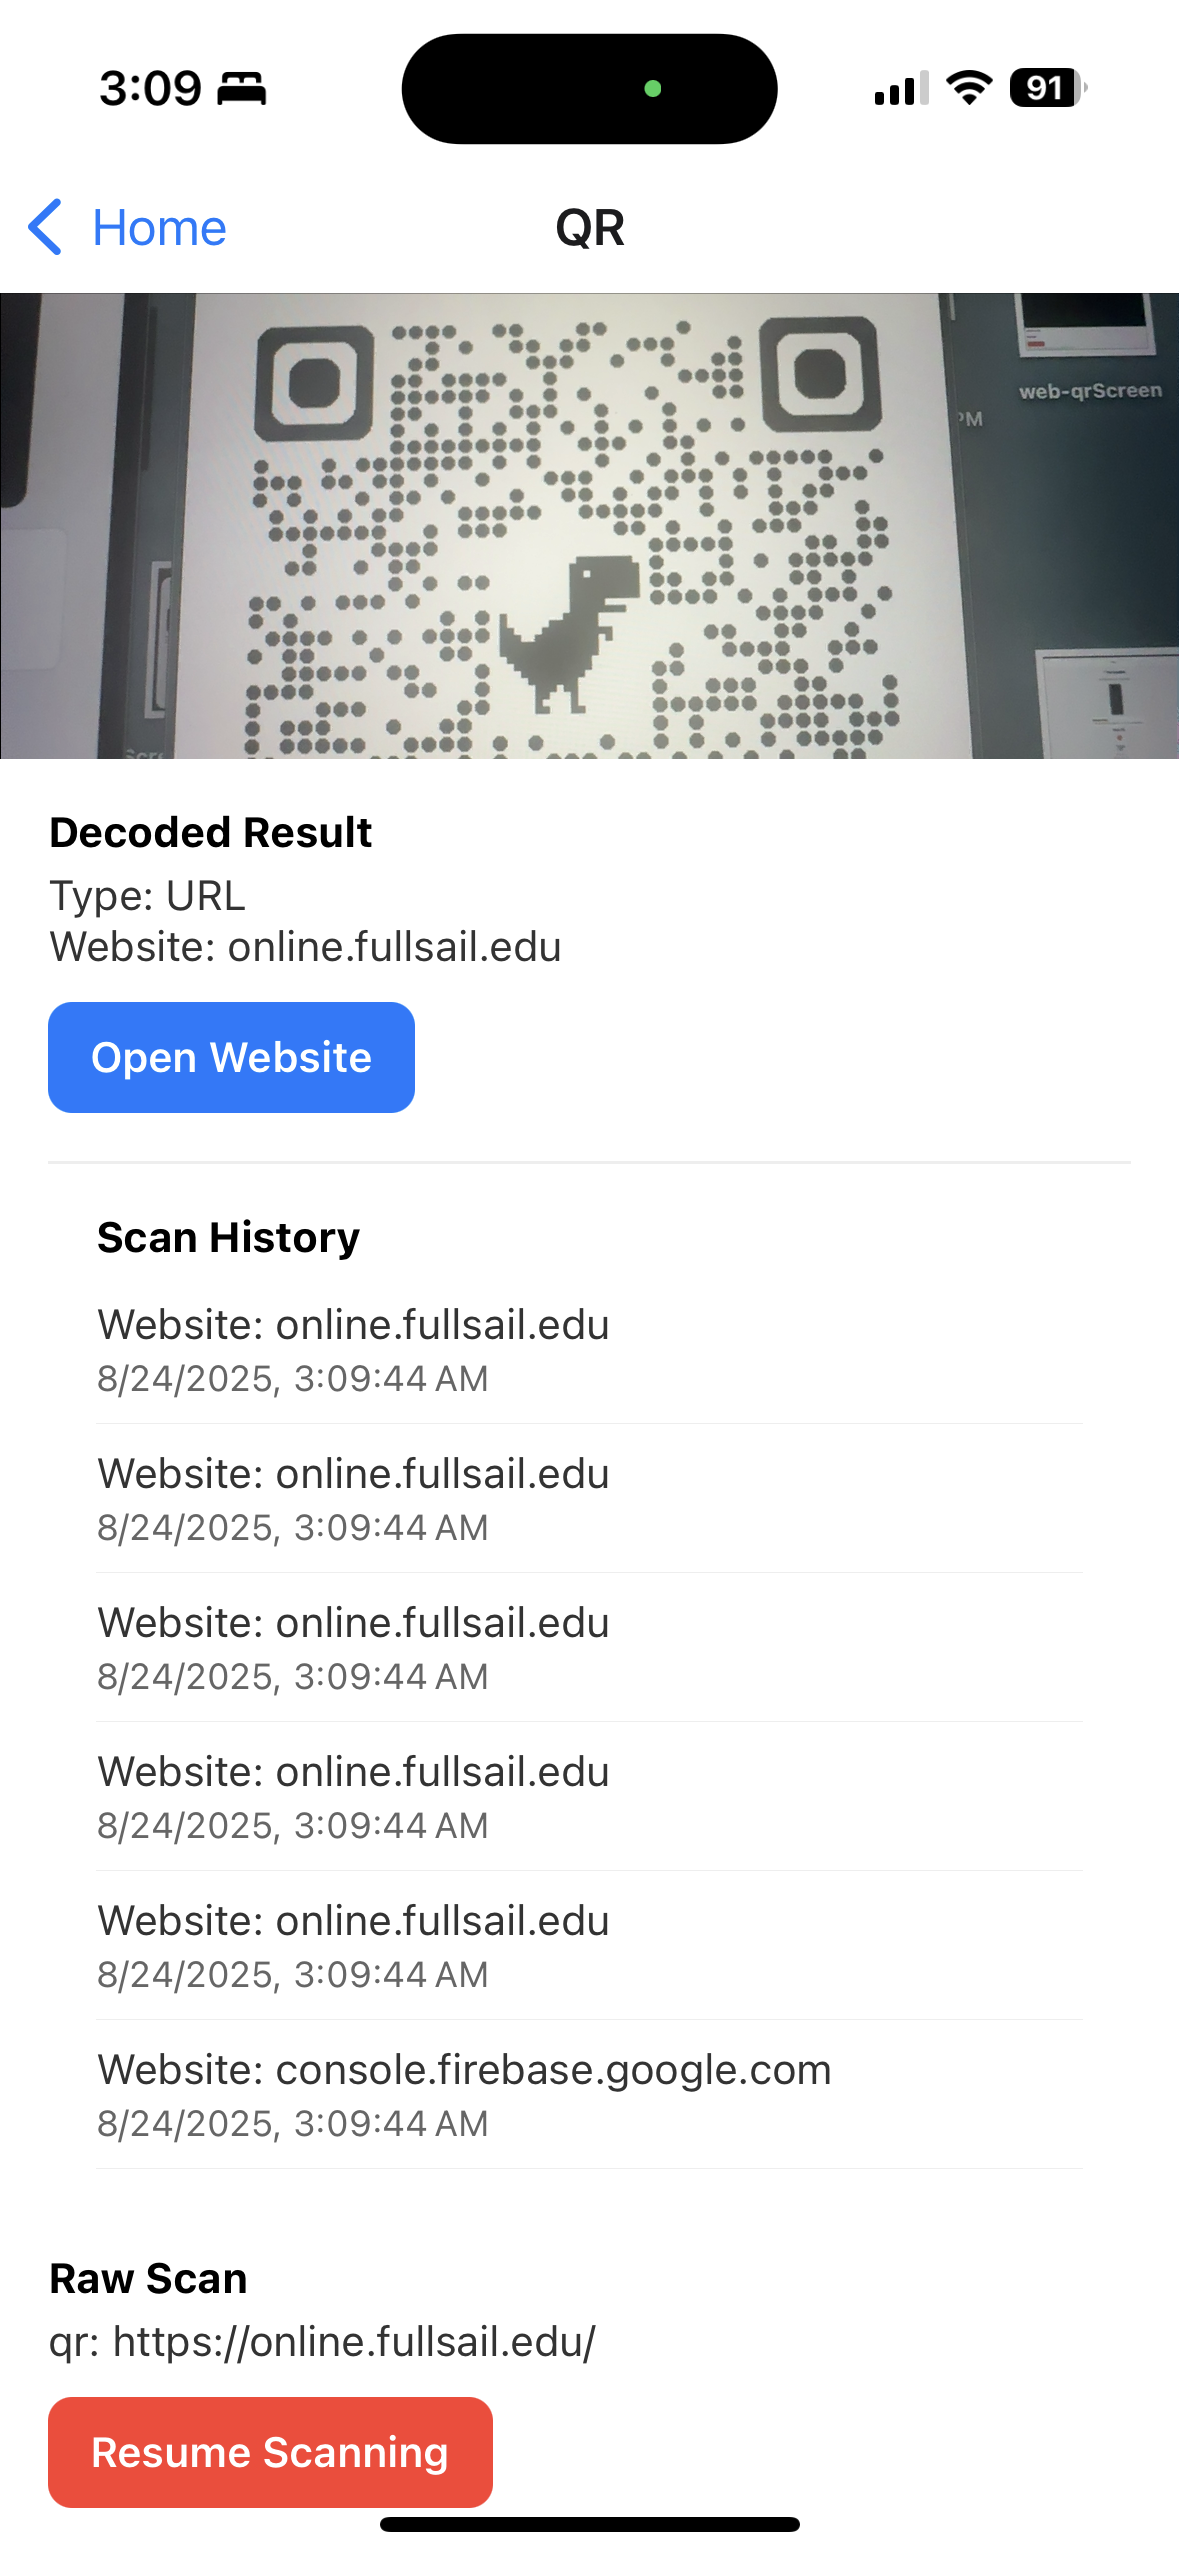 3:09
91
Home
QR
web-qrScreen
PM
Scre
Decoded Result
Type: URL
Website: online.fullsail.edu
Open Website
Scan History
Website: online.fullsail.edu
8/24/2025, 3:09:44 AM
Website: online.fullsail.edu
8/24/2025, 3:09:44 AM
Website: online.fullsail.edu
8/24/2025, 3:09:44 AM
Website: online.fullsail.edu
8/24/2025, 3:09:44 AM
Website: online.fullsail.edu
8/24/2025, 3:09:44 AM
Website: console.firebase.google.com
8/24/2025, 3:09:44 AM
Raw Scan
qr: https://online.fullsail.edu/
Resume Scanning